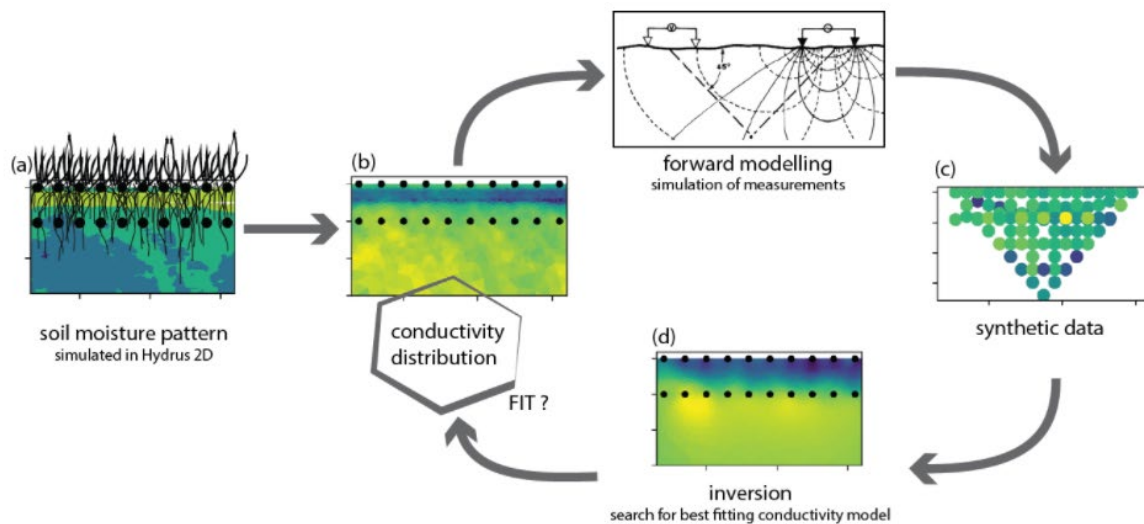 (a)
soil moisture pattern
simulated in Hydrus 2D
(b)
conductivity
distribution
FIT ?
V
45°
forward modelling
simulation of measurements
(c)
synthetic data
(d)
inversion
search for best fitting conductivity model